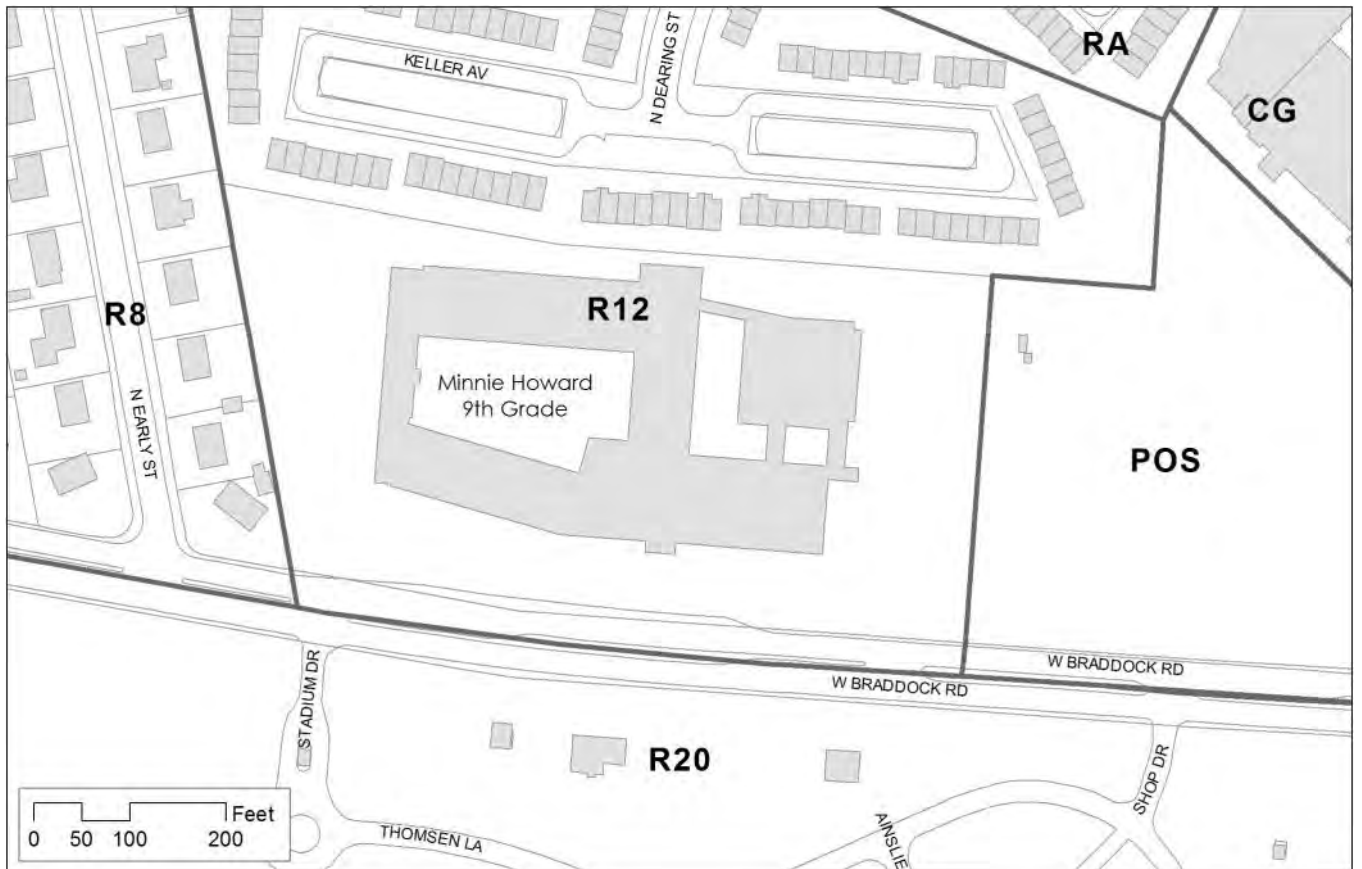 RA
KELLER AV
N DEARING ST
CG
R12
R8
Minnie Howard
9th Grade
N EARLY ST
POS
W BRADDOCK RD
W BRADDOCK RD
STADIUM DR
R20
SHOP DR
AINSLIE
THOMSEN LA
Feet
0 50 100 200